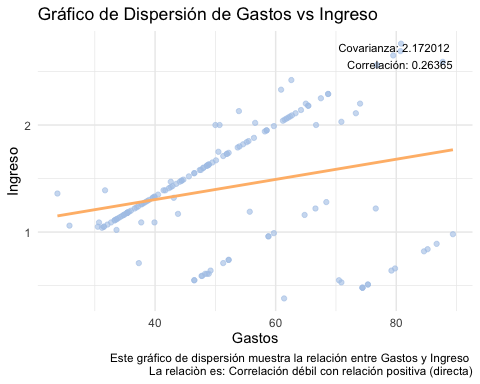 Gráfico de Dispersión de Gastos vs Ingreso
Covarianza: 2.172012
Correlación: 0.26365
2
1
Ingreso
40
60
80
Gastos
Este gráfico de dispersión muestra la relación entre Gastos y Ingreso
La relaciòn es: Correlación débil con relación positiva (directa)